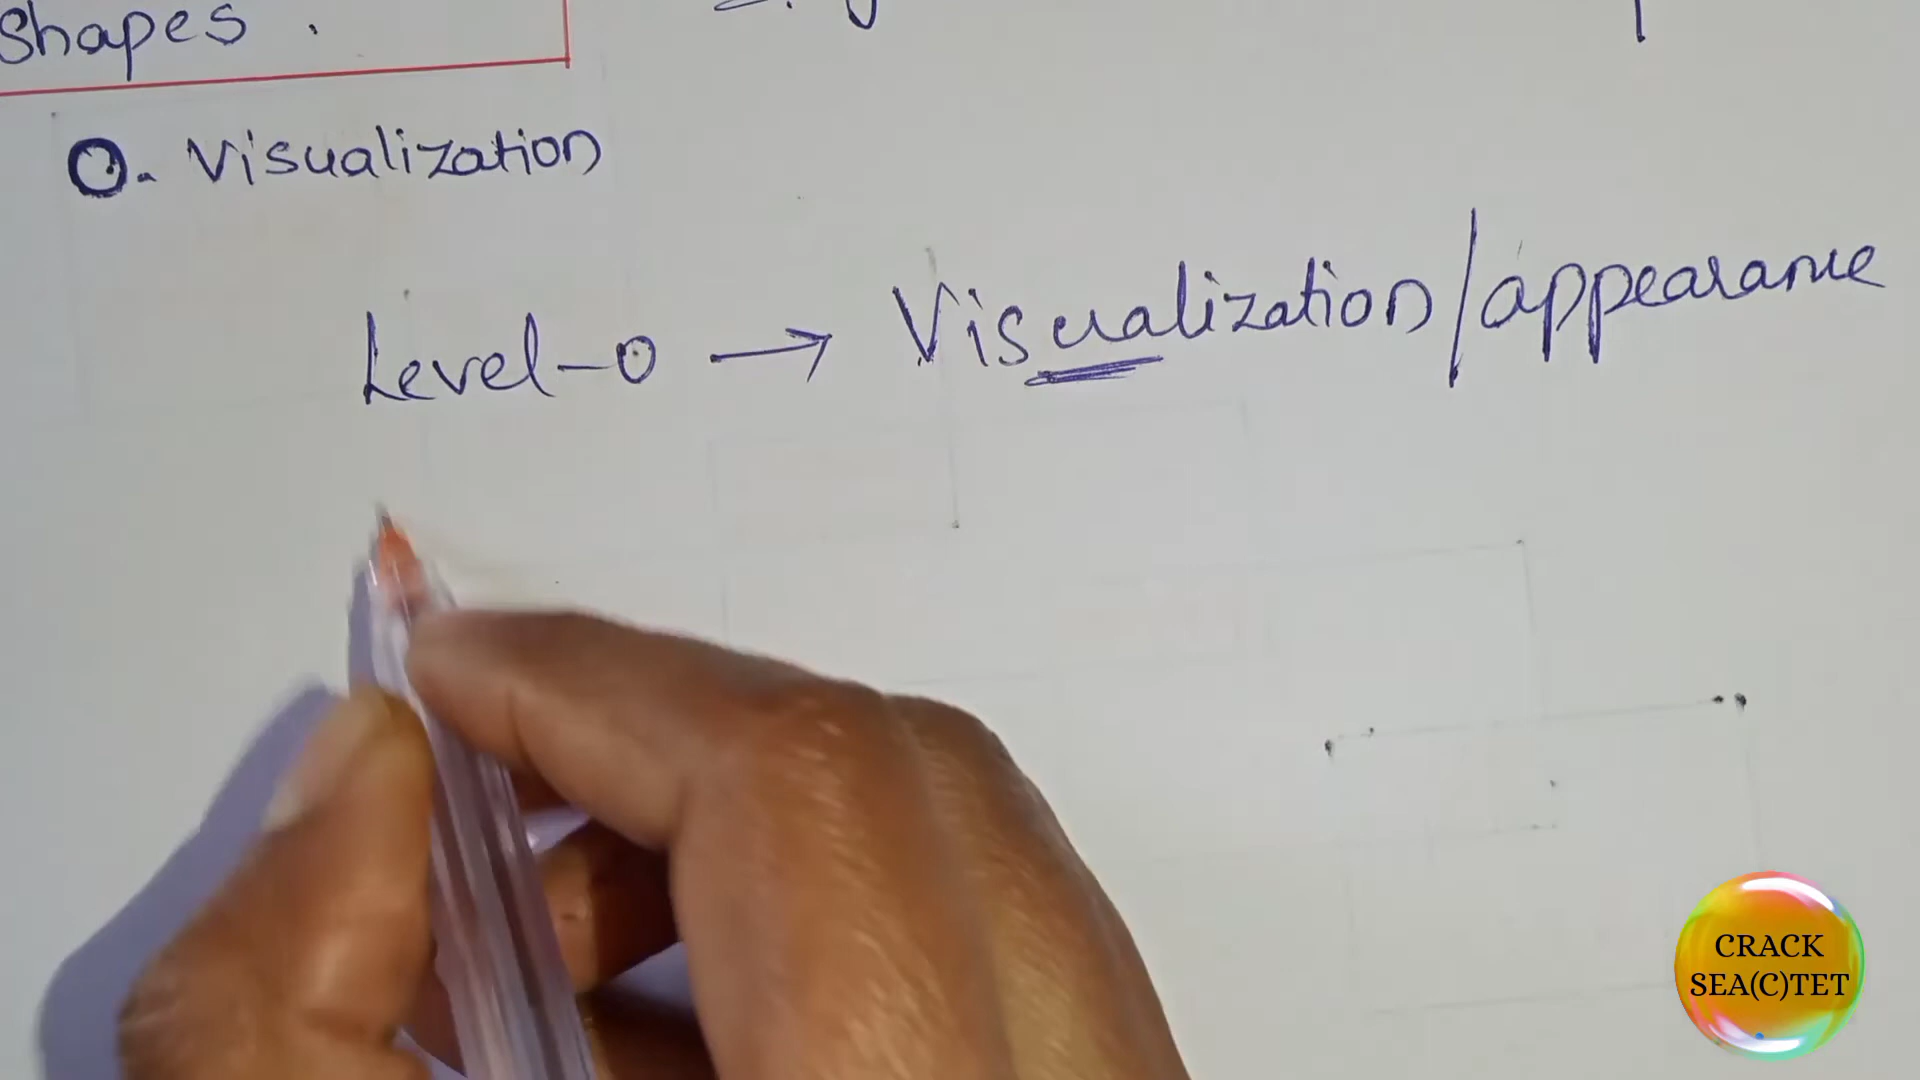 Shapes.
0. Visualization
Level-0 → Visualization/appearance
CRACK
SEA(C)TET